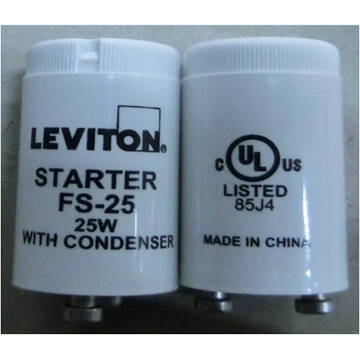 LEVITON®
STARTER
FS-25
25W
WITH CONDENSER
C UL US
LISTED
85J4
MADE IN CHINA